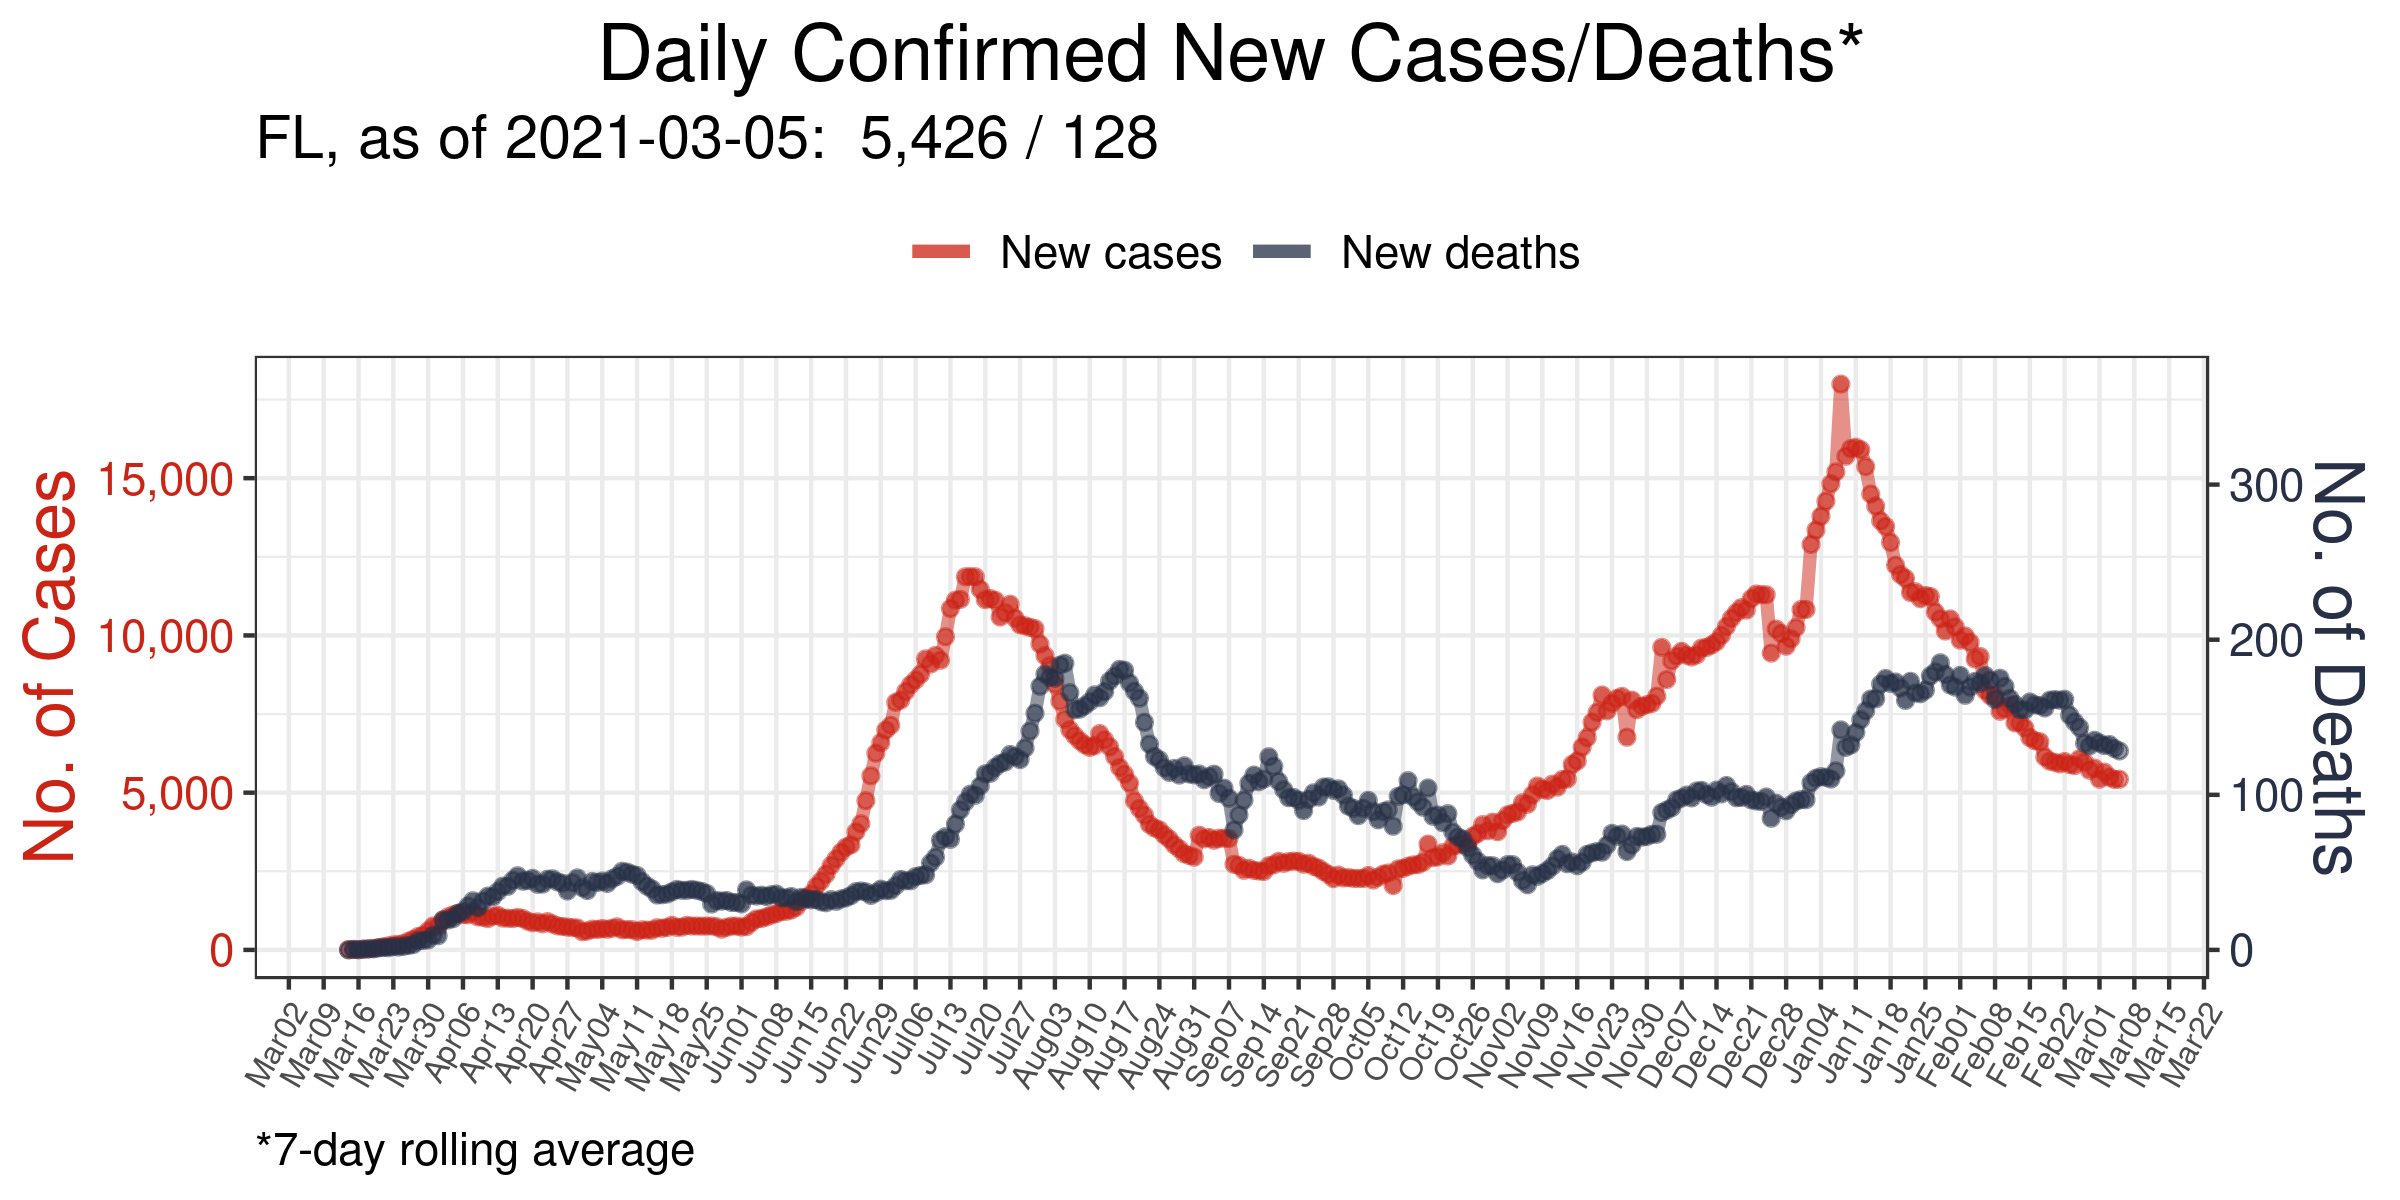 Daily Confirmed New Cases/Deaths*
FL, as of 2021-03-05:  5,426 / 128
New cases
New deaths
No. of Cases
15,000
10,000
5,000
0
300
200
100
0
No. of Deaths
Mar02
Mar09
Mar16
Mar23
Mar30
Apr06
Apr13
Apr20
Apr27
May04
May11
May18
May25
Jun01
Jun08
Jun15
Jun22
Jun29
Jul06
Jul13
Jul20
Jul27
Aug03
Aug10
Aug17
Aug24
Aug31
Sep07
Sep14
Sep21
Sep28
Oct05
Oct12
Oct19
Oct26
Nov02
Nov09
Nov16
Nov23
Nov30
Dec07
Dec14
Dec21
Dec28
Jan04
Jan11
Jan18
Jan25
Feb01
Feb08
Feb15
Feb22
Mar01
Mar08
Mar15
Mar22
*7-day rolling average